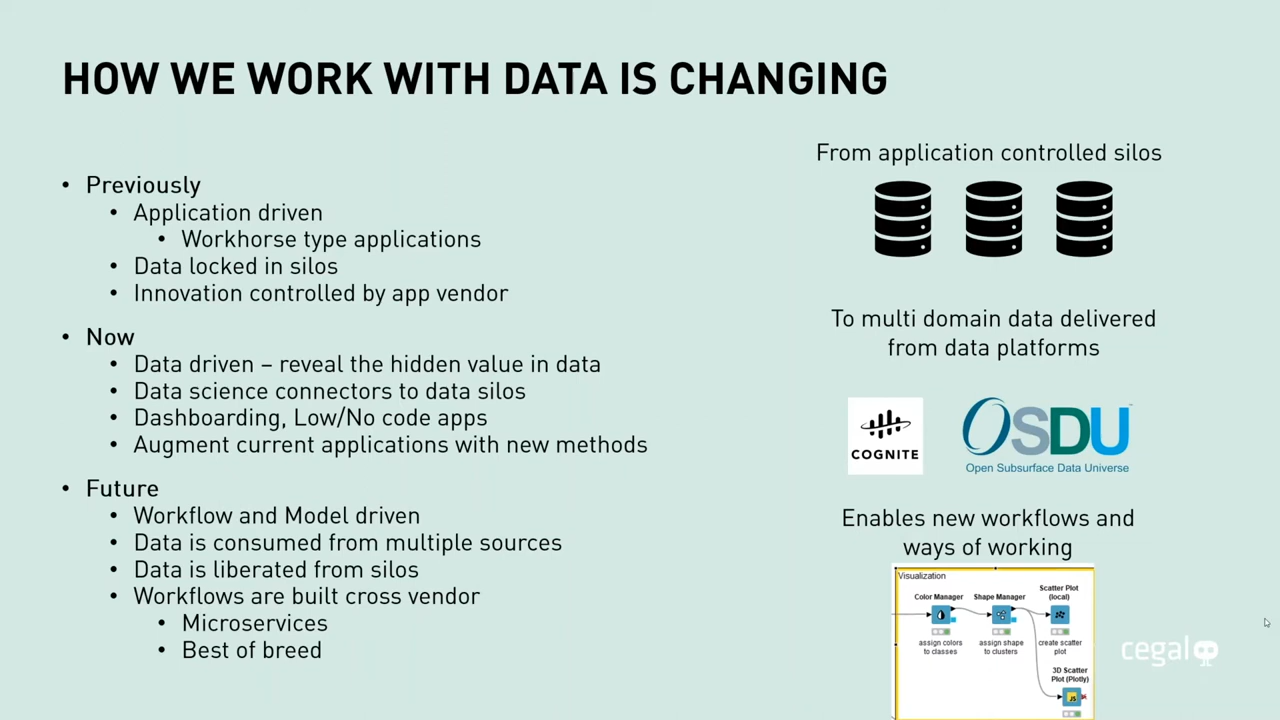 HOW WE WORK WITH DATA IS CHANGING
• Previously
• Application driven
• Workhorse type applications
• Data locked in silos
• Innovation controlled by app vendor
• Now
• Data driven – reveal the hidden value in data
• Data science connectors to data silos
• Dashboarding, Low/No code apps
• Augment current applications with new methods
• Future
• Workflow and Model driven
• Data is consumed from multiple sources
• Data is liberated from silos
• Workflows are built cross vendor
• Microservices
• Best of breed
From application controlled silos
To multi domain data delivered
from data platforms
COGNITE
OSDU™
Open Subsurface Data Universe
Enables new workflows and
ways of working
Visualization
Color Manager
assign colors
to classes
Shape Manager
assign shape
to clusters
Scatter Plot
(local)
create scatter
plot
3D Scatter
Plot (Plotly)
JS
cegal